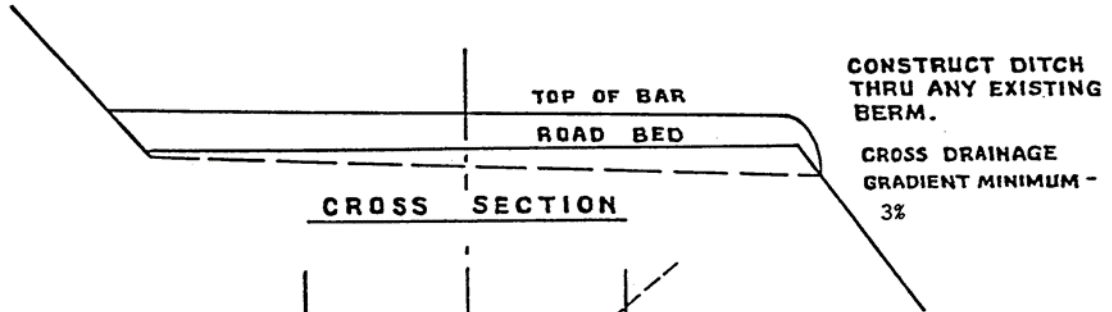 TOP OF BAR
ROAD BED
CROSS SECTION
CONSTRUCT DITCH
THRU ANY EXISTING
BERM.
CROSS DRAINAGE
GRADIENT MINIMUM -
3%